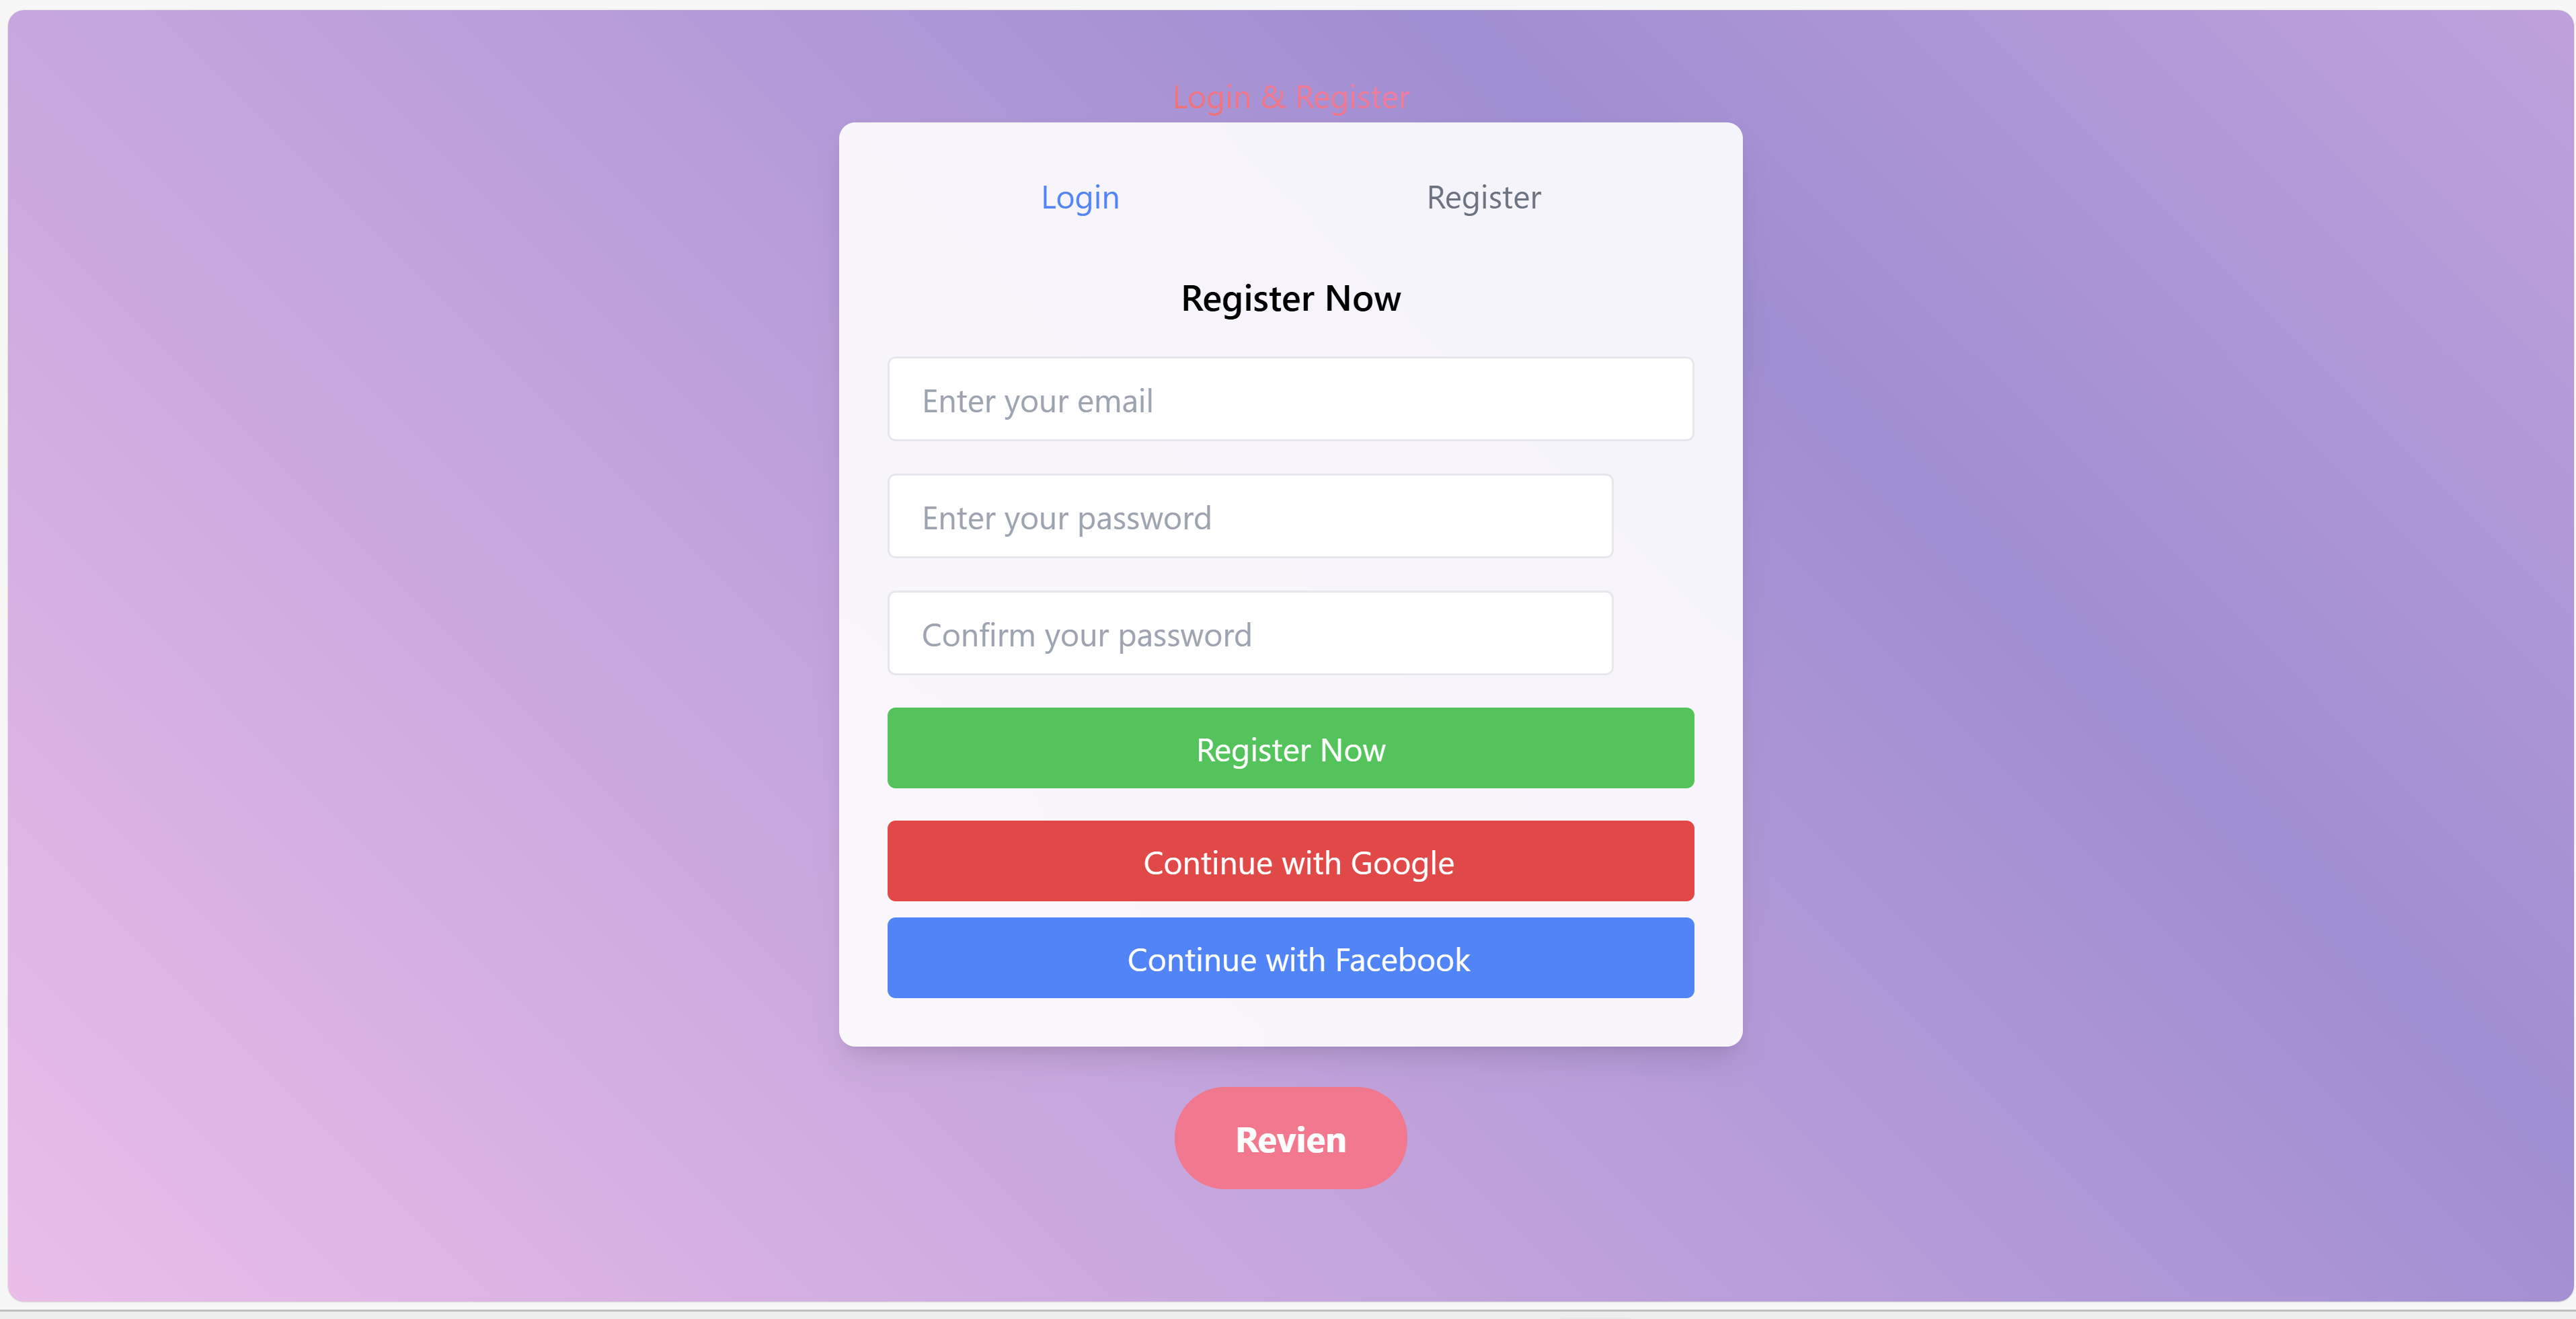 Login & Register
Login Register
Register Now
Enter your email
Enter your password
Confirm your password
Register Now
Continue with Google
Continue with Facebook
Revien